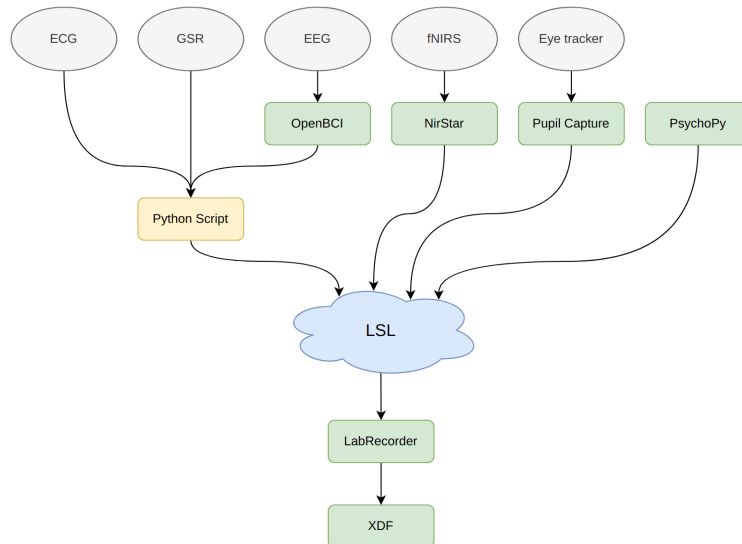 ECG
GSR
EEG
fNIRS
Eye tracker
OpenBCI
NirStar
Pupil Capture
PsychoPy
Python Script
LSL
LabRecorder
XDF